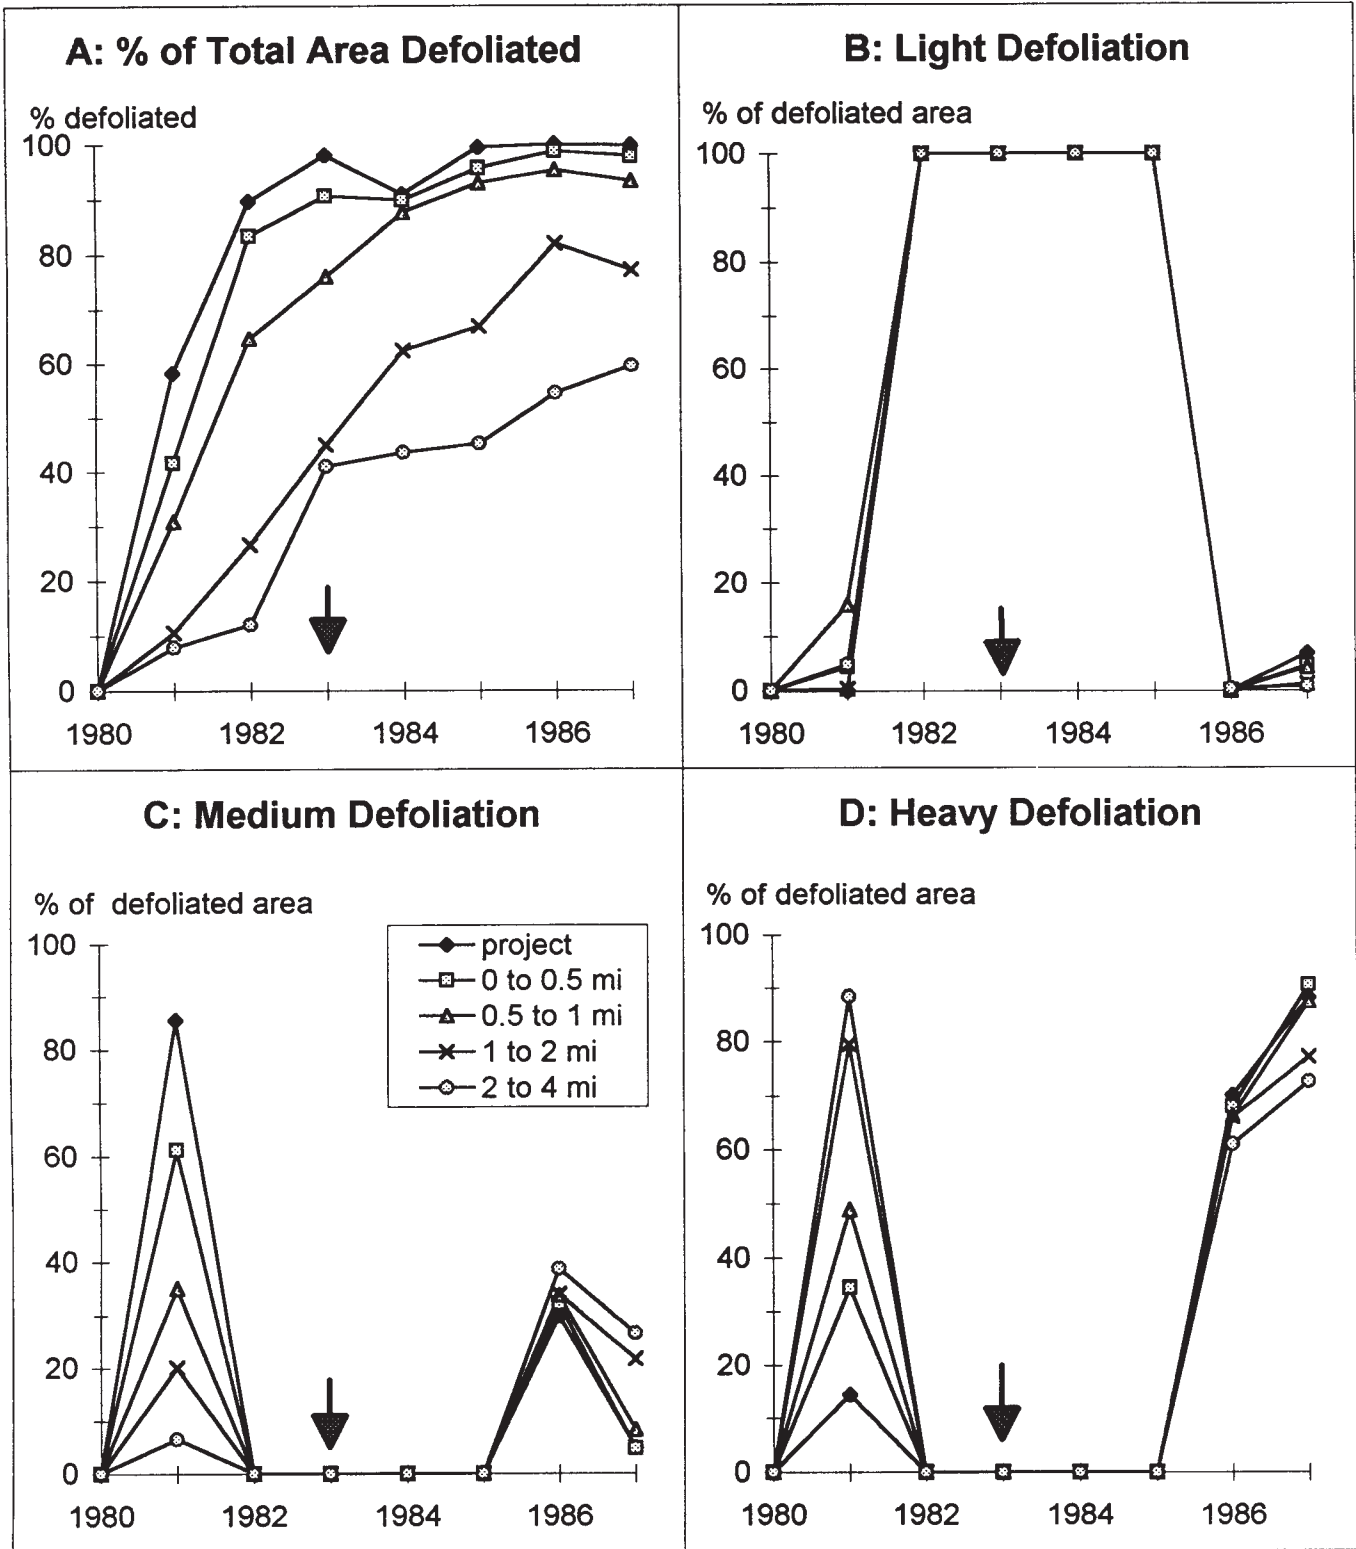 A: % of Total Area Defoliated
% defoliated
100
80
60
40
20
0
1980 1982 1984 1986
B: Light Defoliation
% of defoliated area
100
80
60
40
20
0
1980 1982 1984 1986
C: Medium Defoliation
% of defoliated area
100
80
60
40
20
0
project
0 to 0.5 mi
0.5 to 1 mi
1 to 2 mi
2 to 4 mi
1980 1982 1984 1986
D: Heavy Defoliation
% of defoliated area
100
80
60
40
20
0
1980 1982 1984 1986